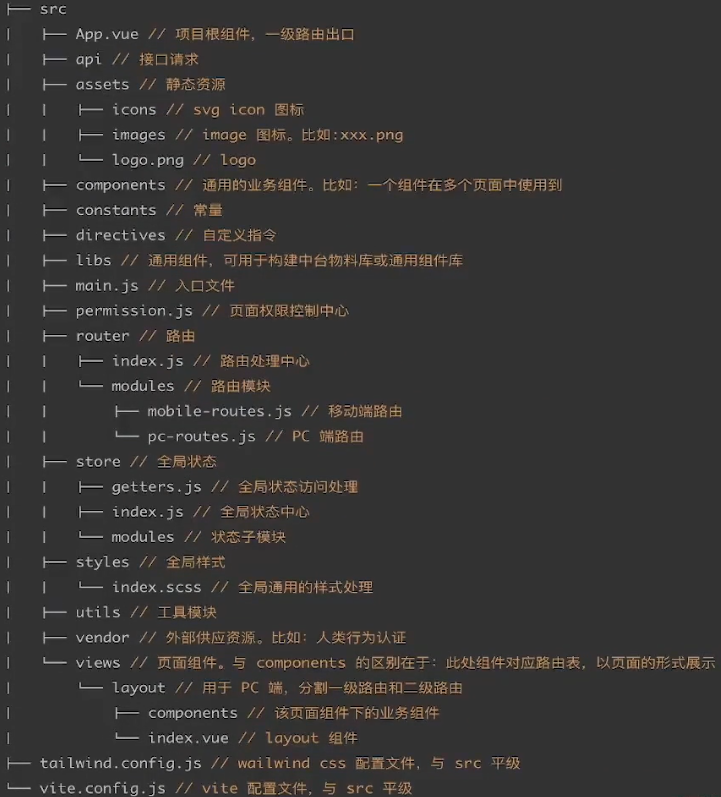 ├── src
│   ├── App.vue // 项目根组件，一级路由出口
│   ├── api // 接口请求
│   ├── assets // 静态资源
│   │   ├── icons // svg icon 图标
│   │   ├── images // image 图标。比如:xxx.png
│   │   └── logo.png // logo
│   ├── components // 通用的业务组件。比如：一个组件在多个页面中使用到
│   ├── constants // 常量
│   ├── directives // 自定义指令
│   ├── libs // 通用组件，可用于构建中台物料库或通用组件库
│   ├── main.js // 入口文件
│   ├── permission.js // 页面权限控制中心
│   ├── router // 路由
│   │   ├── index.js // 路由处理中心
│   │   └── modules // 路由模块
│   │       ├── mobile-routes.js // 移动端路由
│   │       └── pc-routes.js // PC 端路由
│   ├── store // 全局状态
│   │   ├── getters.js // 全局状态访问处理
│   │   ├── index.js // 全局状态中心
│   │   └── modules // 状态子模块
│   ├── styles // 全局样式
│   │   └── index.scss // 全局通用的样式处理
│   ├── utils // 工具模块
│   ├── vendor // 外部供应资源。比如：人类行为认证
│   └── views // 页面组件。与 components 的区别在于：此处组件对应路由表，以页面的形式展示
│       └── layout // 用于 PC 端，分割一级路由和二级路由
│           ├── components // 该页面组件下的业务组件
│           └── index.vue // layout 组件
├── tailwind.config.js // wailwind css 配置文件，与 src 平级
└── vite.config.js // vite 配置文件，与 src 平级